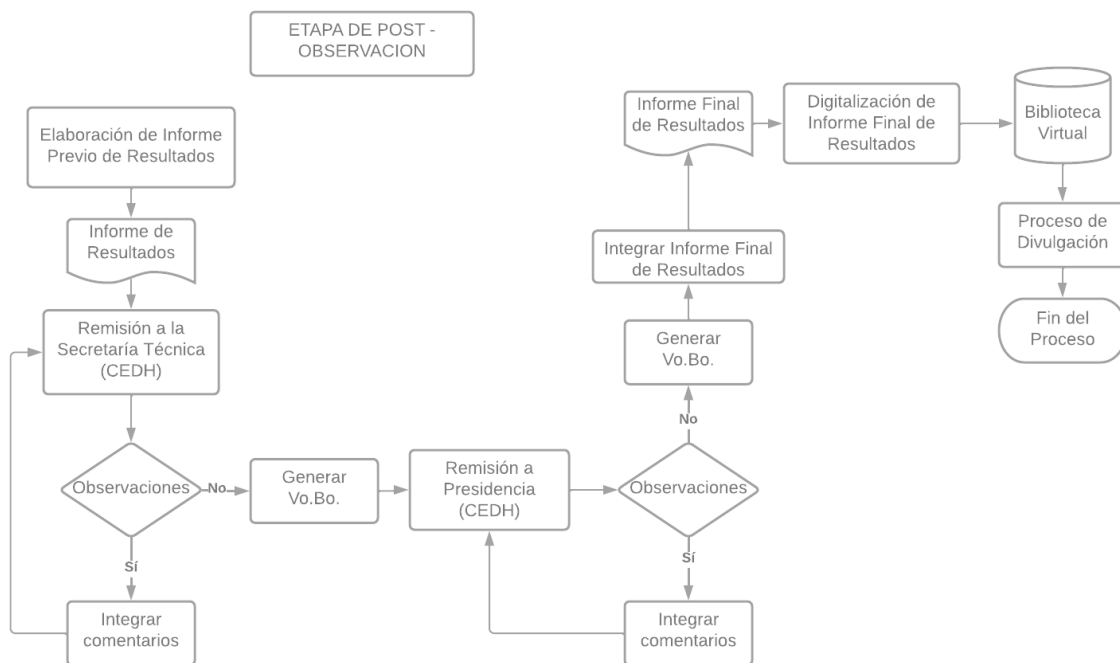 ETAPA DE POST -
OBSERVACION
Elaboración de Informe
Previo de Resultados
Informe de
Resultados
Remisión a la
Secretaría Técnica
(CEDH)
Observaciones
Sí
Integrar
comentarios
No
Generar
Vo.Bo.
Remisión a
Presidencia
(CEDH)
Observaciones
Sí
Integrar
comentarios
No
Generar
Vo.Bo.
Integrar Informe Final
de Resultados
Informe Final
de Resultados
Digitalización de
Informe Final de
Resultados
Biblioteca
Virtual
Proceso de
Divulgación
Fin del
Proceso